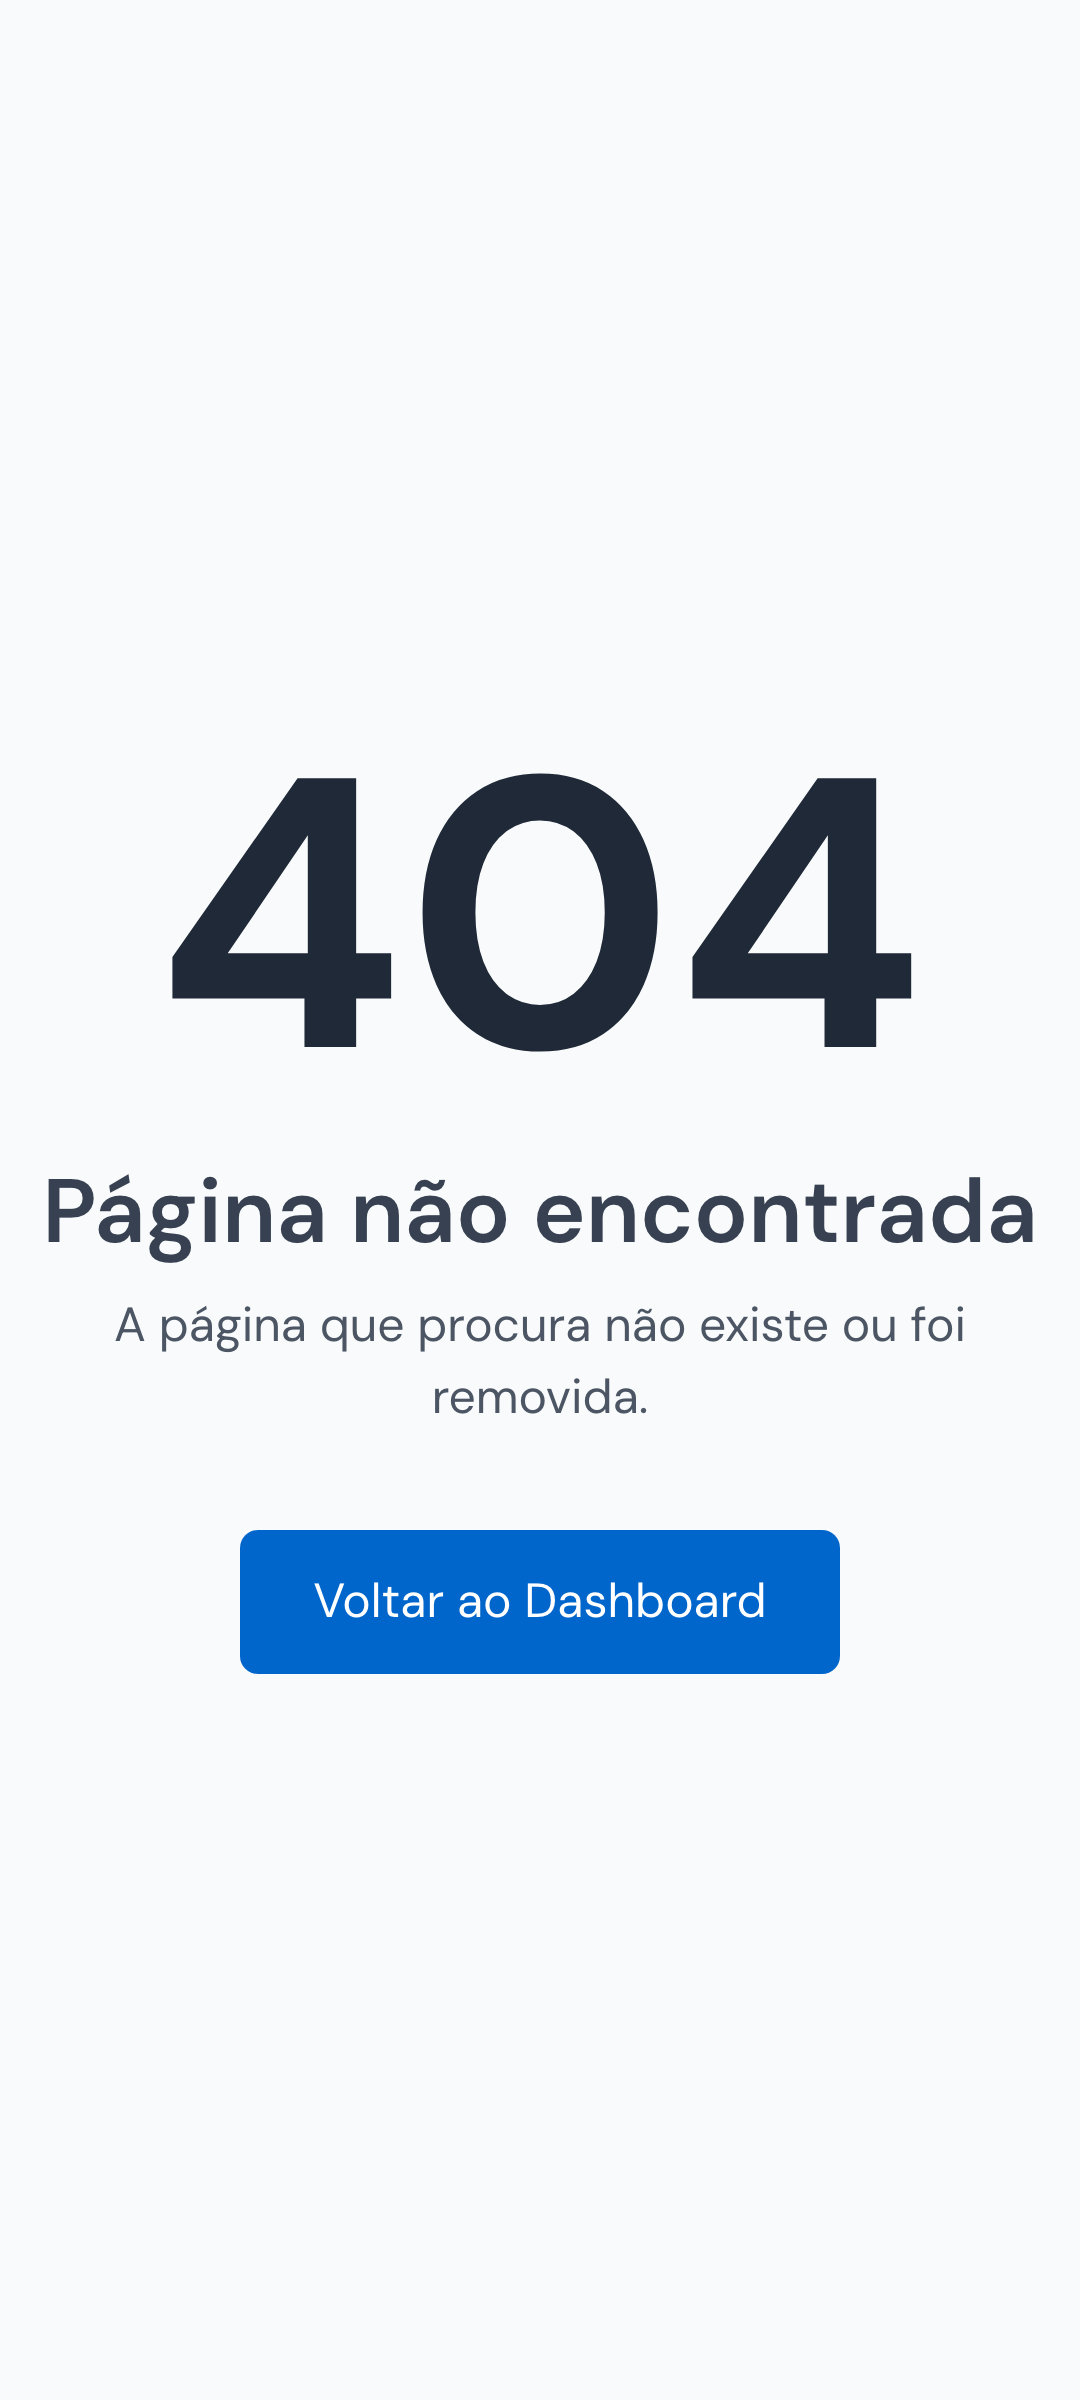 404
Página não encontrada
A página que procura não existe ou foi
removida.
Voltar ao Dashboard